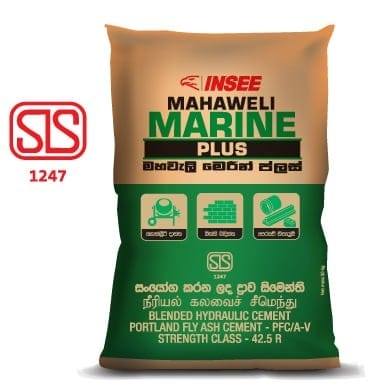 INSEE
MAHAWELI
MARINE
PLUS
මහවැලි මෙරින් ප්ලස්
SLS
1247
SLS
1247
සංයෝග කරන ලද ද්‍රාව සිමෙන්ති
நீரியல் கலவைச் சீமெந்து
BLENDED HYDRAULIC CEMENT
PORTLAND FLY ASH CEMENT - PFC/A-V
STRENGTH CLASS - 42.5 R